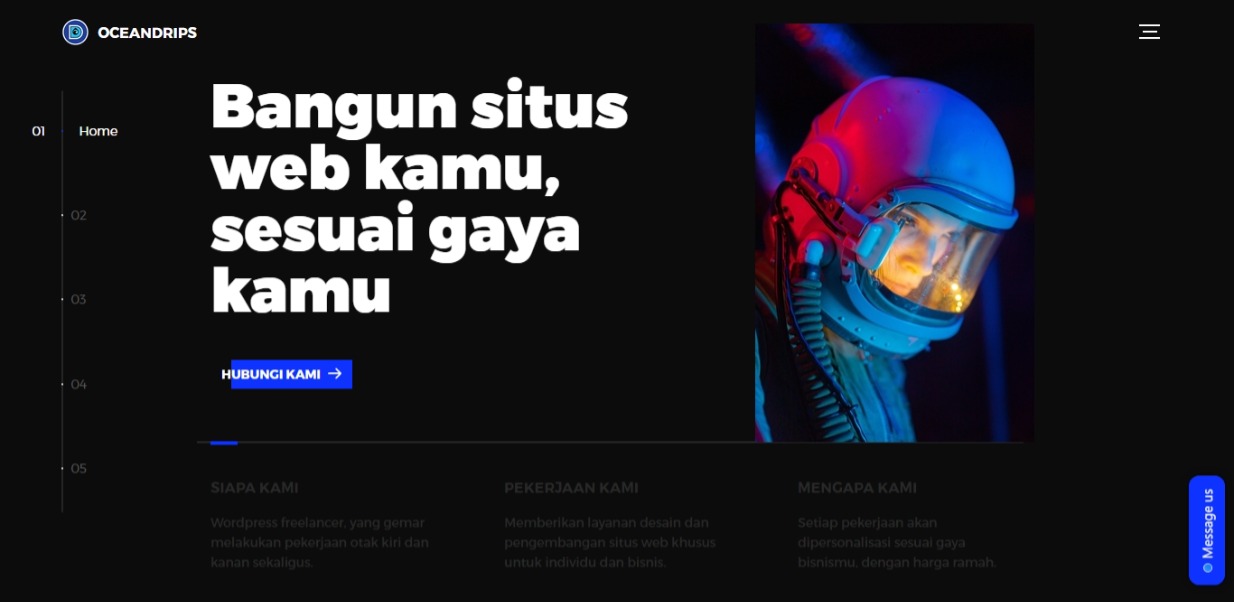 OCEANDRIPS
Bangun situs
web kamu,
sesuai gaya
kamu
01 Home
02
03
04
05
HUBUNGI KAMI →
SIAPA KAMI
Wordpress freelancer, yang gemar
melakukan pekerjaan otak kiri dan
kanan sekaligus.
PEKERJAAN KAMI
Memberikan layanan desain dan
pengembangan situs web khusus
untuk individu dan bisnis.
MENGAPA KAMI
Setiap pekerjaan akan
dipersonalisasi sesuai gaya
bisnismu, dengan harga ramah.
Message us